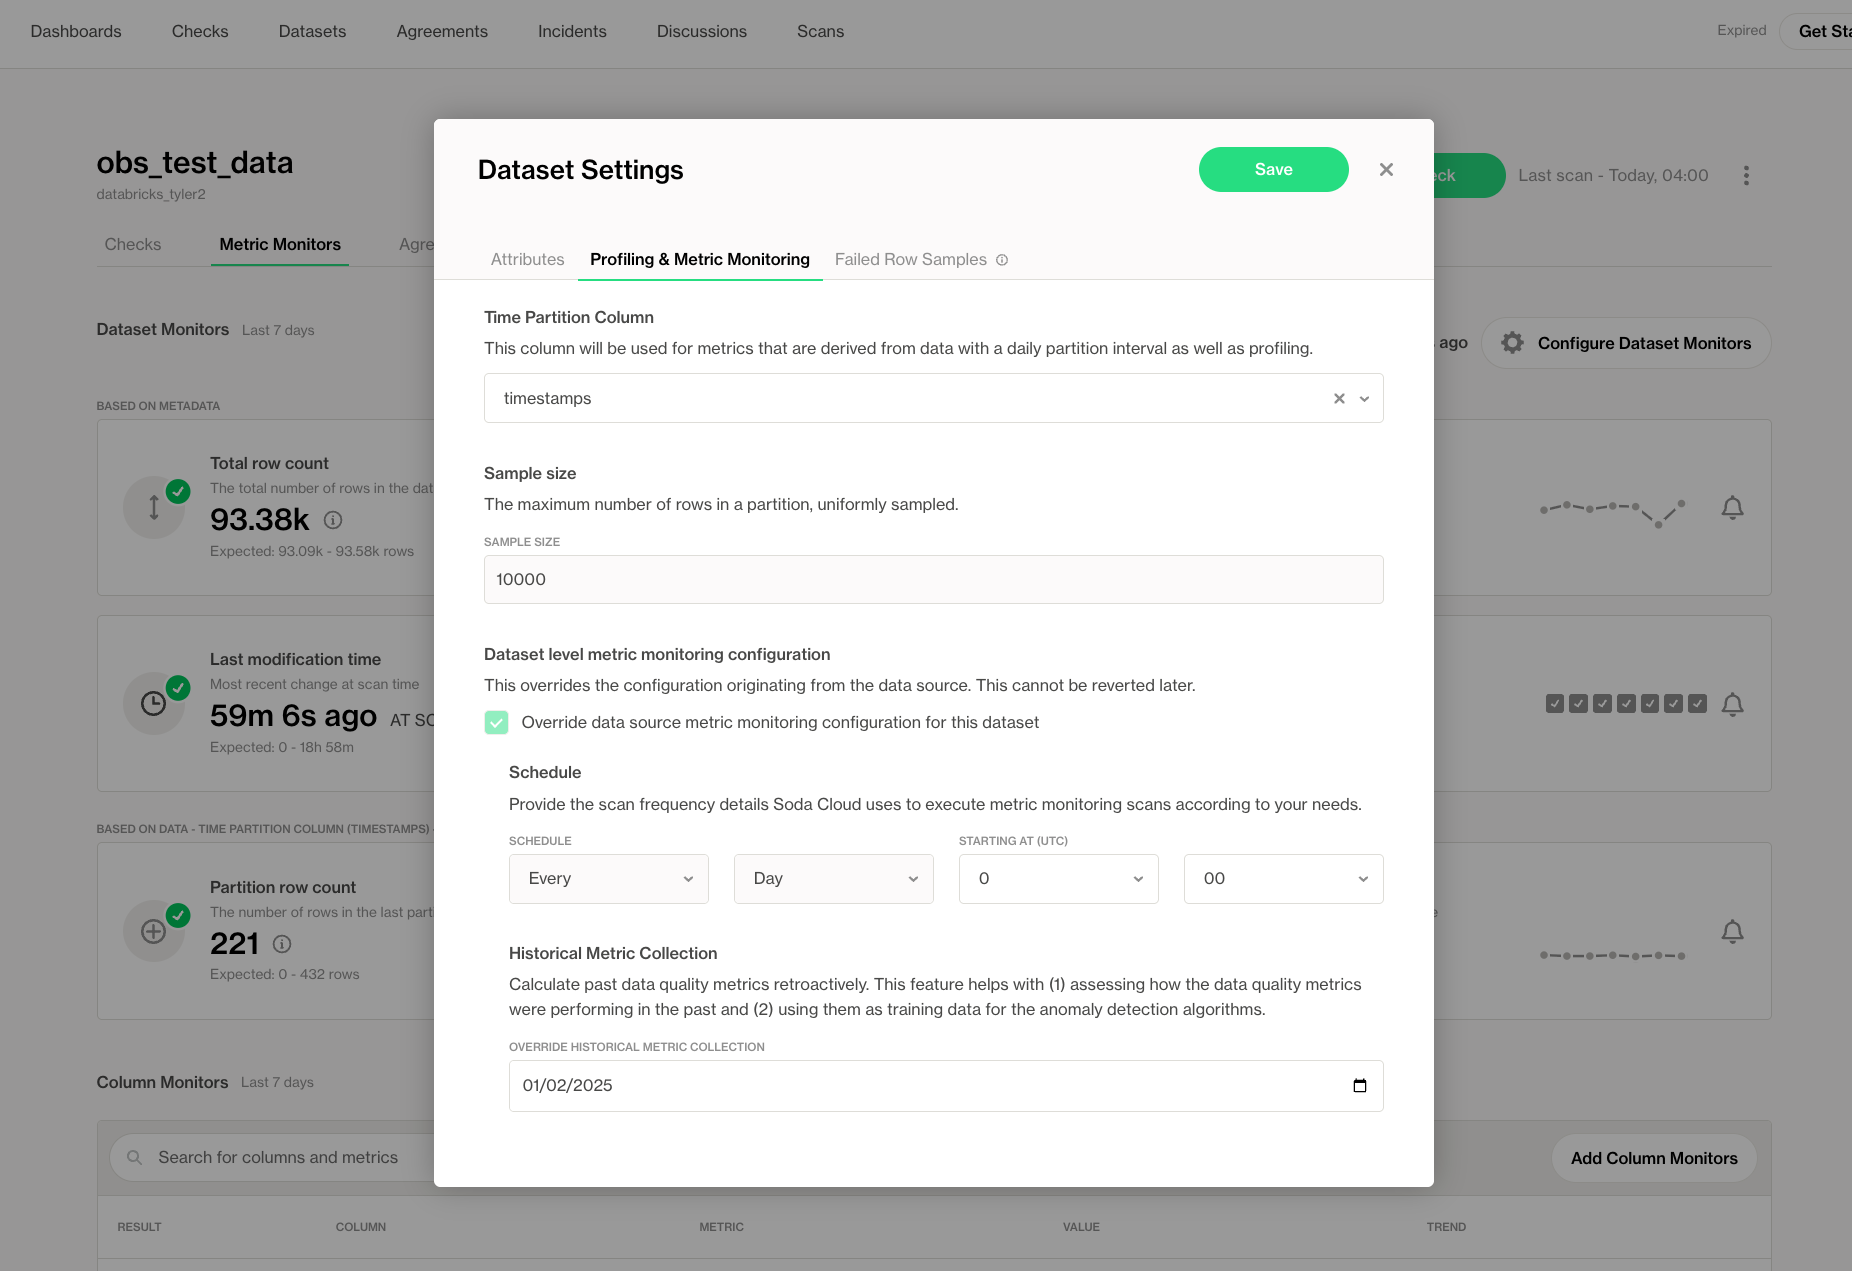 Dashboards Checks Datasets Agreements Incidents Discussions Scans Expired Get Sta
obs_test_data
databricks_tyler2
eck Last scan - Today, 04:00
Checks Metric Monitors Agre
Dataset Monitors Last 7 days
ago Configure Dataset Monitors
BASED ON METADATA
Total row count
The total number of rows in the dat
93.38k
Expected: 93.09k - 93.58k rows
Last modification time
Most recent change at scan time
59m 6s ago AT SC
Expected: 0 - 18h 58m
BASED ON DATA - TIME PARTITION COLUMN (TIMESTAMPS)
Partition row count
The number of rows in the last part
221
Expected: 0 - 432 rows
Column Monitors Last 7 days
Search for columns and metrics
Add Column Monitors
RESULT COLUMN METRIC VALUE TREND
Dataset Settings
Save
Attributes Profiling & Metric Monitoring Failed Row Samples
Time Partition Column
This column will be used for metrics that are derived from data with a daily partition interval as well as profiling.
timestamps
Sample size
The maximum number of rows in a partition, uniformly sampled.
SAMPLE SIZE
10000
Dataset level metric monitoring configuration
This overrides the configuration originating from the data source. This cannot be reverted later.
Override data source metric monitoring configuration for this dataset
Schedule
Provide the scan frequency details Soda Cloud uses to execute metric monitoring scans according to your needs.
SCHEDULE STARTING AT (UTC)
Every Day 0 00
Historical Metric Collection
Calculate past data quality metrics retroactively. This feature helps with (1) assessing how the data quality metrics
were performing in the past and (2) using them as training data for the anomaly detection algorithms.
OVERRIDE HISTORICAL METRIC COLLECTION
01/02/2025